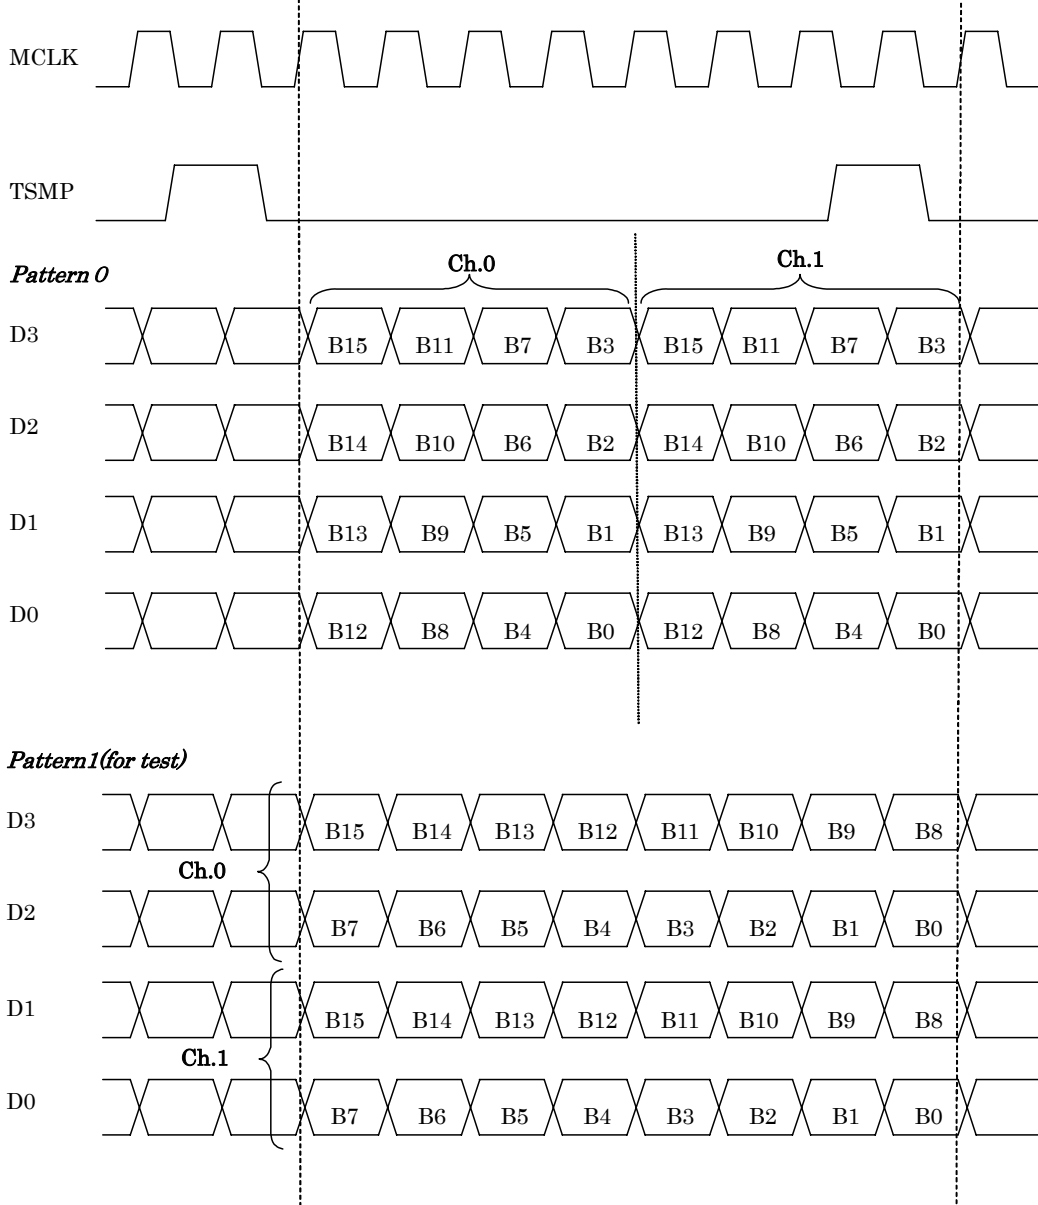 MCLK
TSMP
Pattern 0
Ch.0 Ch.1
D3 B15 B11 B7 B3 B15 B11 B7 B3
D2 B14 B10 B6 B2 B14 B10 B6 B2
D1 B13 B9 B5 B1 B13 B9 B5 B1
D0 B12 B8 B4 B0 B12 B8 B4 B0
Pattern1(for test)
D3 B15 B14 B13 B12 B11 B10 B9 B8
Ch.0
D2 B7 B6 B5 B4 B3 B2 B1 B0
D1 B15 B14 B13 B12 B11 B10 B9 B8
Ch.1
D0 B7 B6 B5 B4 B3 B2 B1 B0